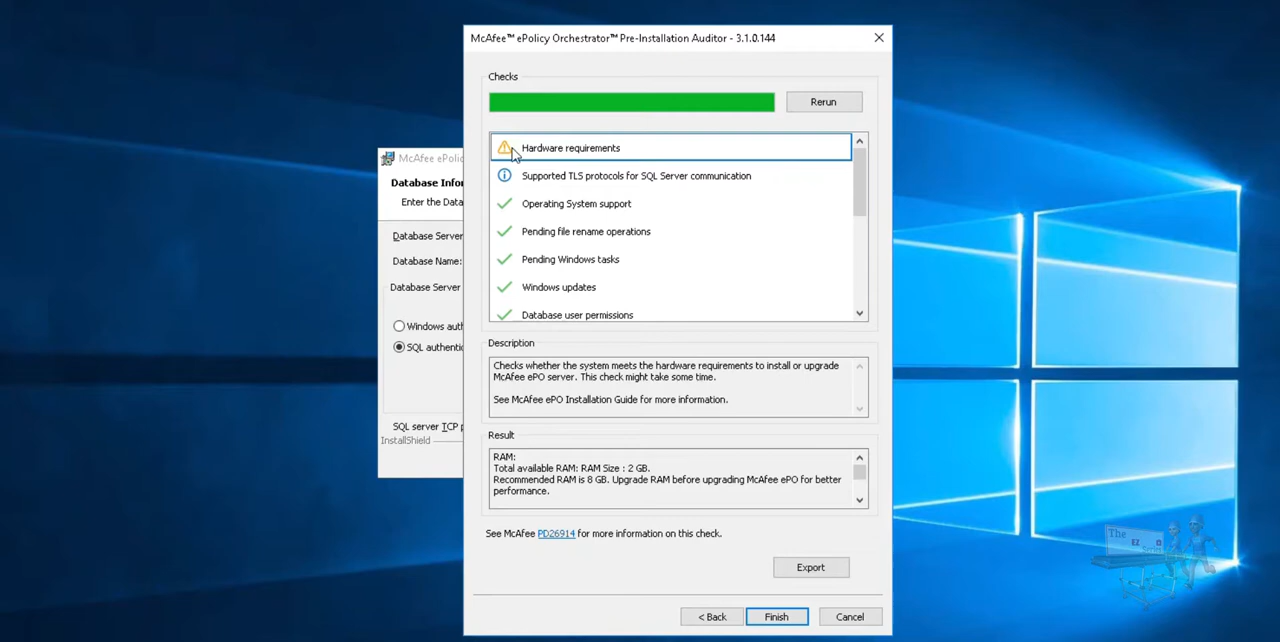 McAfee™ ePolicy Orchestrator™ Pre-Installation Auditor - 3.1.0.144
Checks
Rerun
Hardware requirements
Supported TLS protocols for SQL Server communication
Operating System support
Pending file rename operations
Pending Windows tasks
Windows updates
Database user permissions
Description
Checks whether the system meets the hardware requirements to install or upgrade
McAfee ePO server. This check might take some time.
See McAfee ePO Installation Guide for more information.
Result
RAM:
Total available RAM: RAM Size : 2 GB.
Recommended RAM is 8 GB. Upgrade RAM before upgrading McAfee ePO for better
performance.
See McAfee PD26914 for more information on this check.
Export
< Back
Finish
Cancel
McAfee ePolic
Database Infor
Enter the Data
Database Server
Database Name:
Database Server
Windows auth
SQL authentic
SQL server TCP p
InstallShield
The
EZ